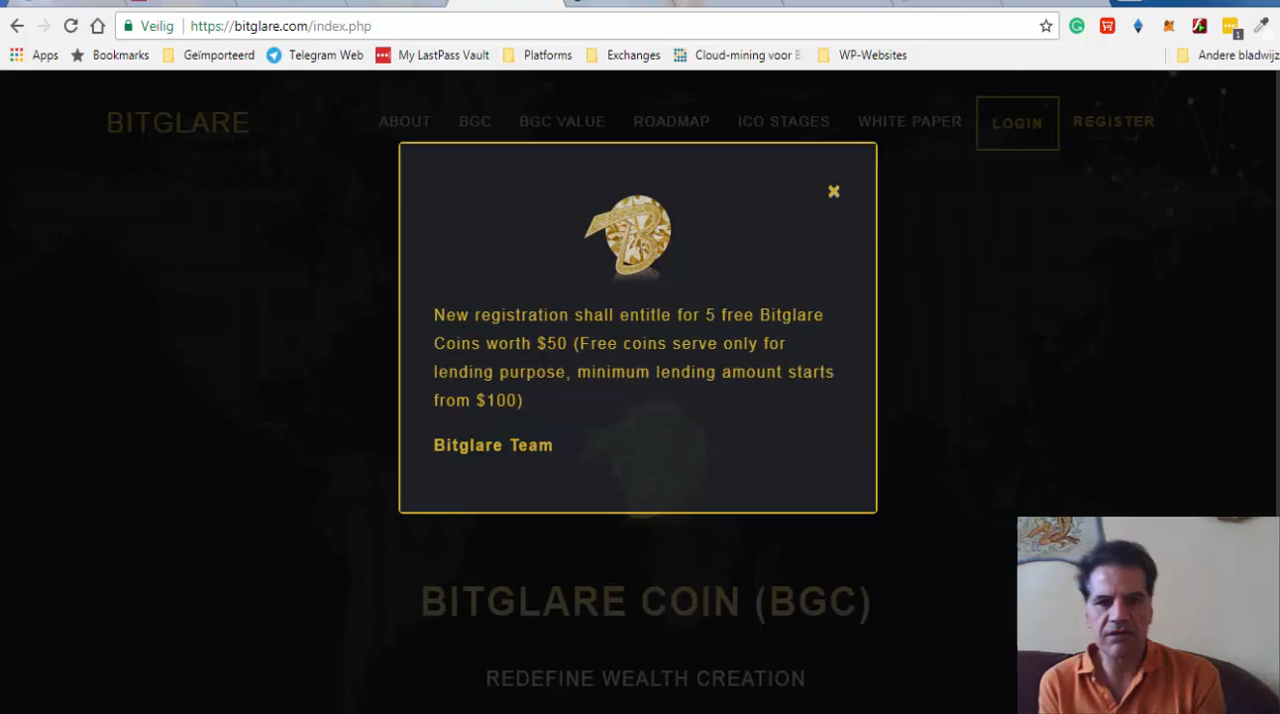 Veilig
https://bitglare.com/index.php
1
Apps
Bookmarks
Geïmporteerd
Telegram Web
My LastPass Vault
Platforms
Exchanges
Cloud-mining voor
WP-Websites
Andere bladwijz
BITGLARE
ABOUT
BGC
BGC VALUE
ROADMAP
ICO STAGES
WHITE PAPER
LOGIN
REGISTER
New registration shall entitle for 5 free Bitglare
Coins worth $50 (Free coins serve only for
lending purpose, minimum lending amount starts
from $100)
Bitglare Team
BITGLARE COIN (BGC)
REDEFINE WEALTH CREATION